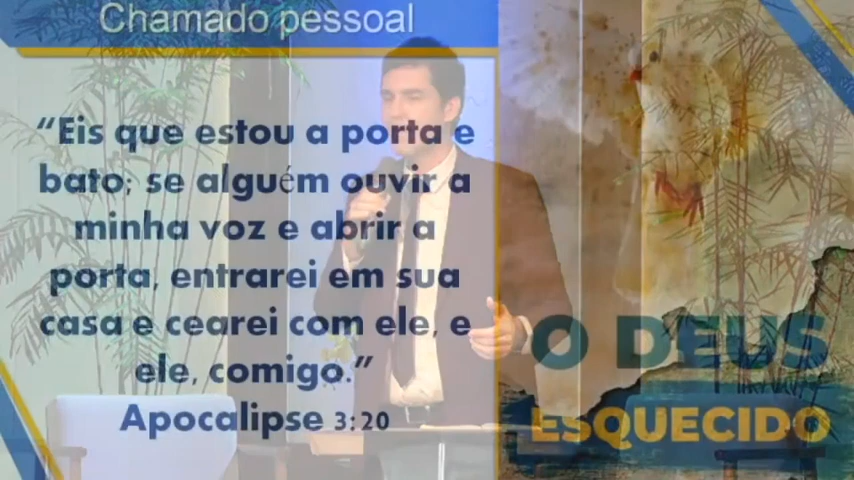 Chamado pessoal
“Eis que estou a porta e
bato; se alguém ouvir a
minha voz e abrir a
porta, entrarei em sua
casa e cearei com ele, e
ele, comigo.”
Apocalipse 3:20
O DEUS
ESQUECIDO